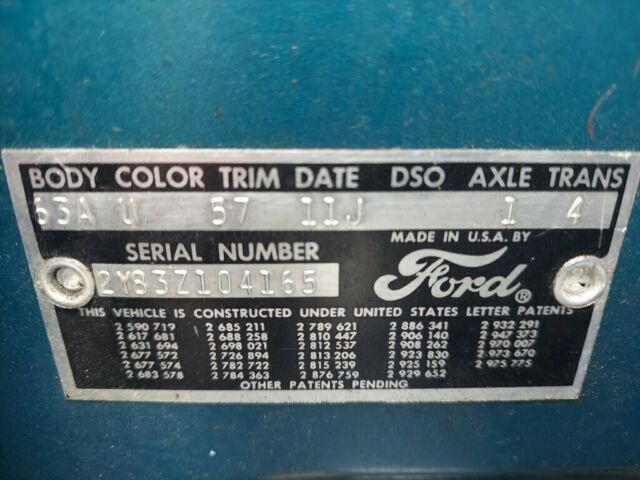 BODY COLOR TRIM DATE DSO AXLE TRANS
63A U 57 11J 1 4
SERIAL NUMBER
2Y83Z104165
MADE IN U.S.A. BY
Ford®
THIS VEHICLE IS CONSTRUCTED UNDER UNITED STATES LETTER PATENTS
2 590 719 2 685 211 2 789 621 2 886 341 2 932 291
2 617 681 2 688 258 2 810 447 2 906 140 2 947 373
2 631 694 2 698 012 2 812 537 2 908 262 2 970 007
2 677 572 2 726 894 2 813 206 2 923 830 2 973 670
2 677 574 2 782 722 2 815 239 2 925 159 2 975 775
2 683 578 2 784 363 2 876 759 2 929 652
OTHER PATENTS PENDING